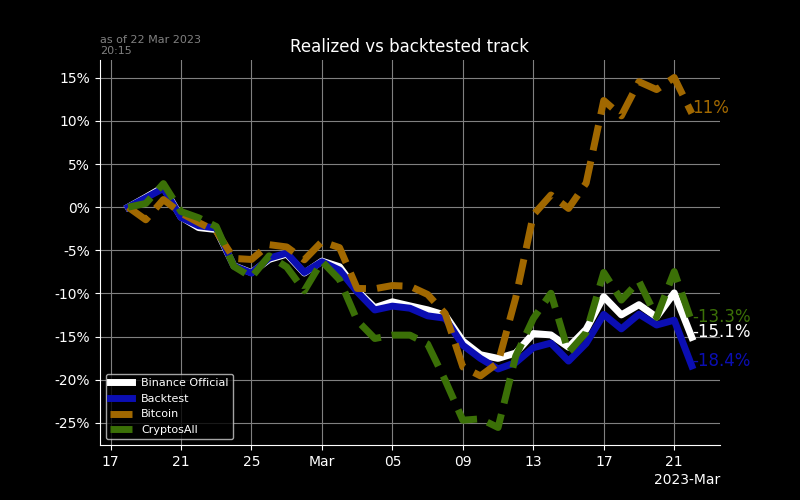 as of 22 Mar 2023
20:15
Realized vs backtested track
15%
10%
5%
0%
-5%
-10%
-15%
-20%
-25%
11%
-13.3%
-15.1%
-18.4%
Binance Official
Backtest
Bitcoin
CryptosAll
17 21 25 Mar 05 09 13 17 21
2023-Mar